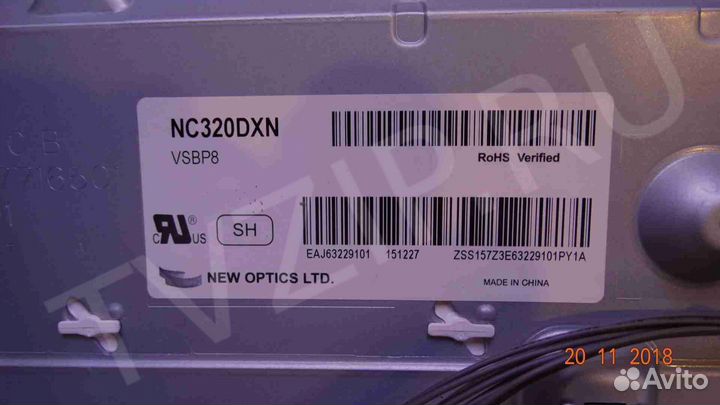 NC320DXN
VSBP8
RoHS Verified
C US
SH
EAJ63229101 151227 ZSS157Z3E63229101PY1A
NEW OPTICS LTD.
MADE IN CHINA
TVZIP.RU
20 11 2018
Avito